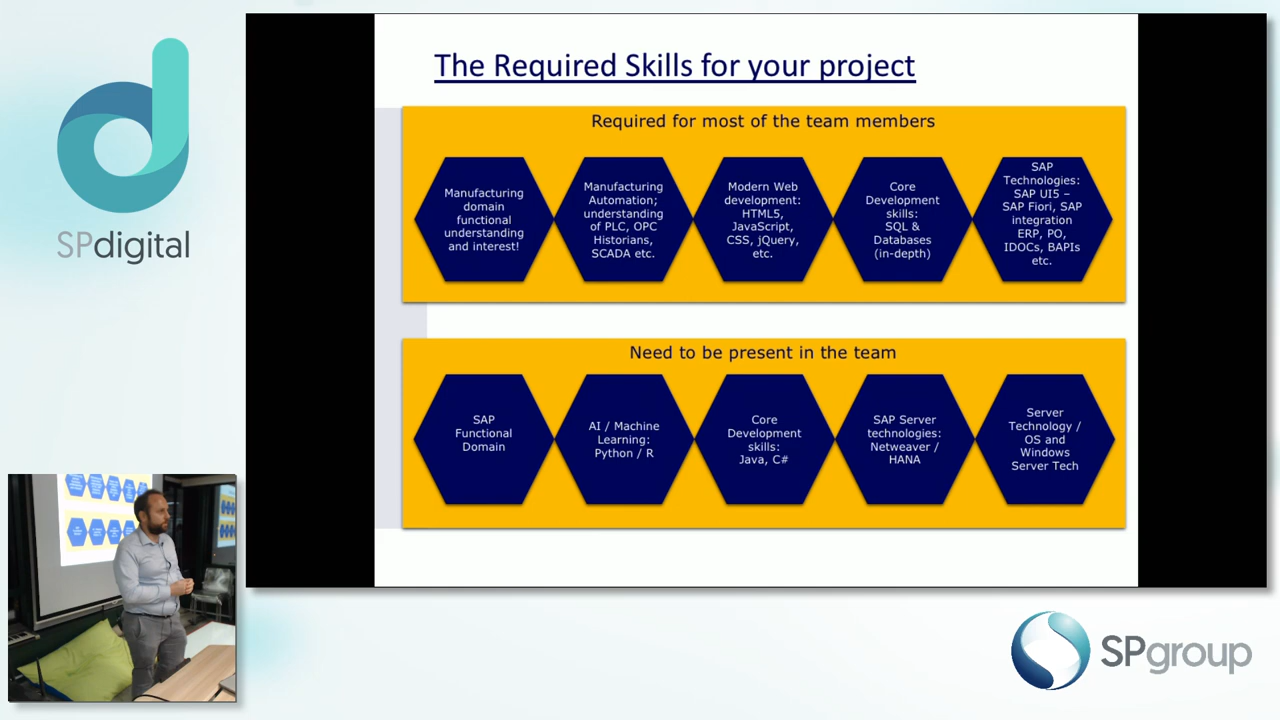 SPdigital
The Required Skills for your project
Required for most of the team members
Manufacturing
domain
functional
understanding
and interest!
Manufacturing
Automation;
understanding
of PLC, OPC
Historians,
SCADA etc.
Modern Web
development:
HTML5,
JavaScript,
CSS, jQuery,
etc.
Core
Development
skills:
SQL &
Databases
(in-depth)
SAP
Technologies:
SAP UI5 –
SAP Fiori, SAP
integration
ERP, PO,
IDOCs, BAPIs
etc.
Need to be present in the team
SAP
Functional
Domain
AI / Machine
Learning:
Python / R
Core
Development
skills:
Java, C#
SAP Server
technologies:
Netweaver /
HANA
Server
Technology /
OS and
Windows
Server Tech
SPgroup